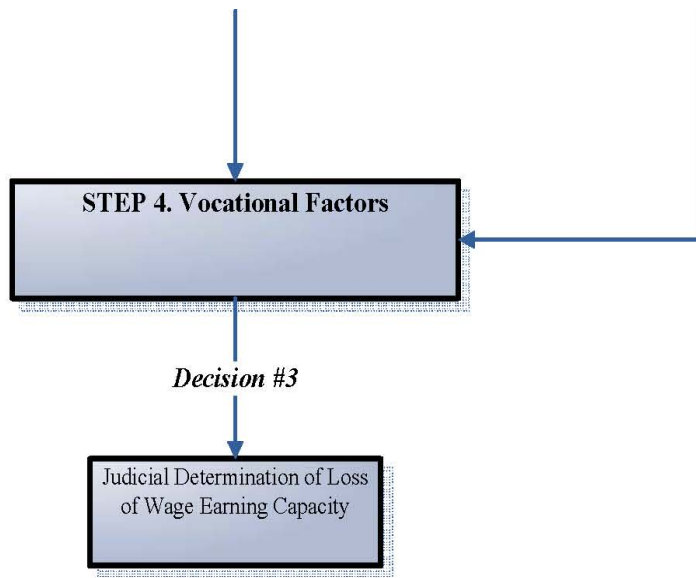 STEP 4. Vocational Factors
Decision #3
Judicial Determination of Loss
of Wage Earning Capacity